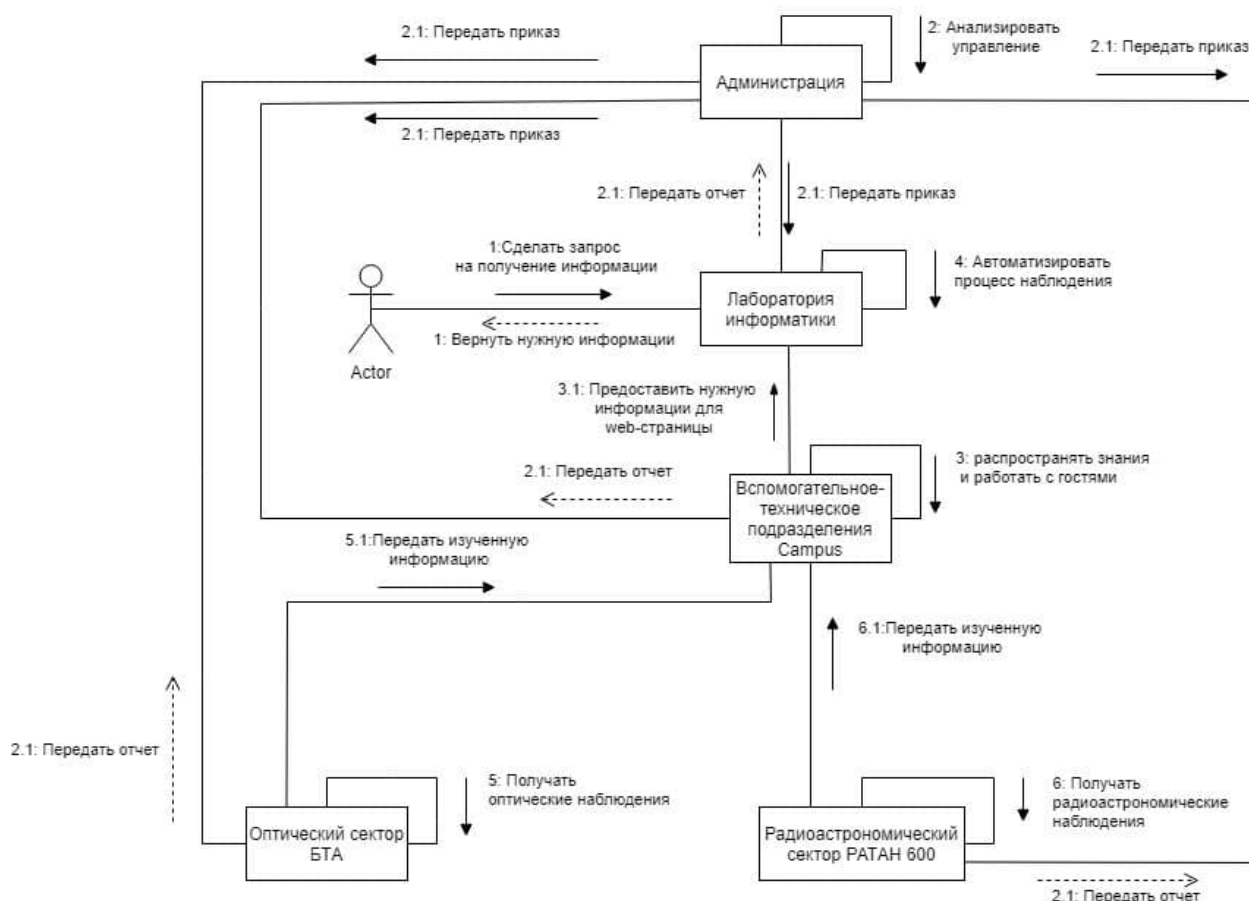 2.1: Передать приказ
2: Анализировать
управление
2.1: Передать приказ
Администрация
2.1: Передать приказ
2.1: Передать отчет
2.1: Передать приказ
1:Сделать запрос
на получение информации
4: Автоматизировать
процесс наблюдения
Лаборатория
информатики
1: Вернуть нужную информации
Actor
3.1: Предоставить нужную
информации для
web-страницы
2.1: Передать отчет
3: распространять знания
и работать с гостями
Вспомогательное-
техническое
подразделения
Campus
5.1:Передать изученную
информацию
6.1:Передать изученную
информацию
2.1: Передать отчет
5: Получать
оптические наблюдения
6: Получать
радиоастрономические
наблюдения
Оптический сектор
БТА
Радиоастрономический
сектор РАТАН 600
2.1: Передать отчет